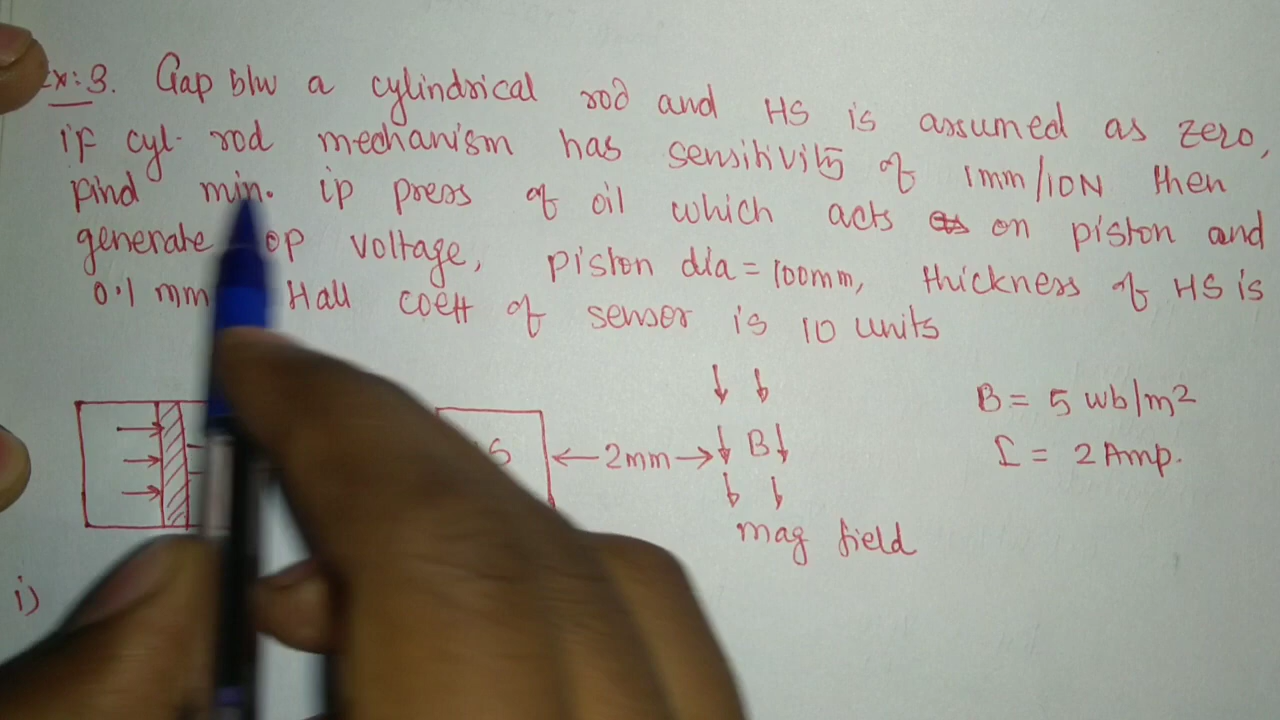 Ex:3. Gap b/w a cylindrical rod and HS is assumed as zero,
if cyl. rod mechanism has sensitivity of 1mm/10N then
find min. ip press of oil which acts on piston and
generate op voltage, piston dia = 100mm, thickness of HS is
0.1 mm Hall coeff of sensor is 10 units
B = 5 wb/m2
S ← 2mm → B
I = 2 Amp.
mag field
i)